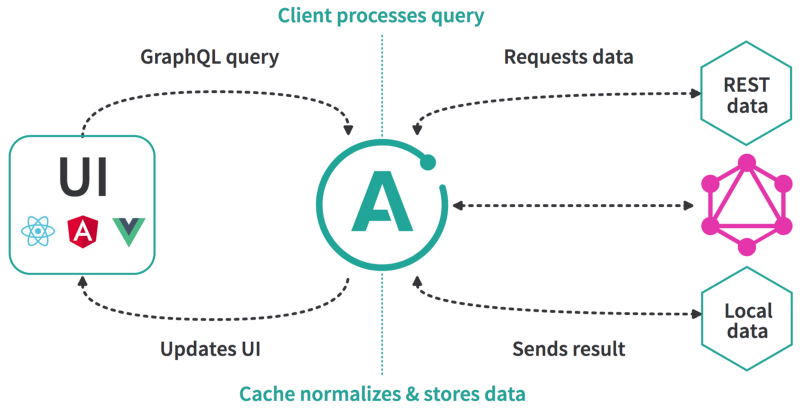 Client processes query
GraphQL query
Requests data
REST
data
UI
A
A
Local
data
Updates UI
Sends result
Cache normalizes & stores data